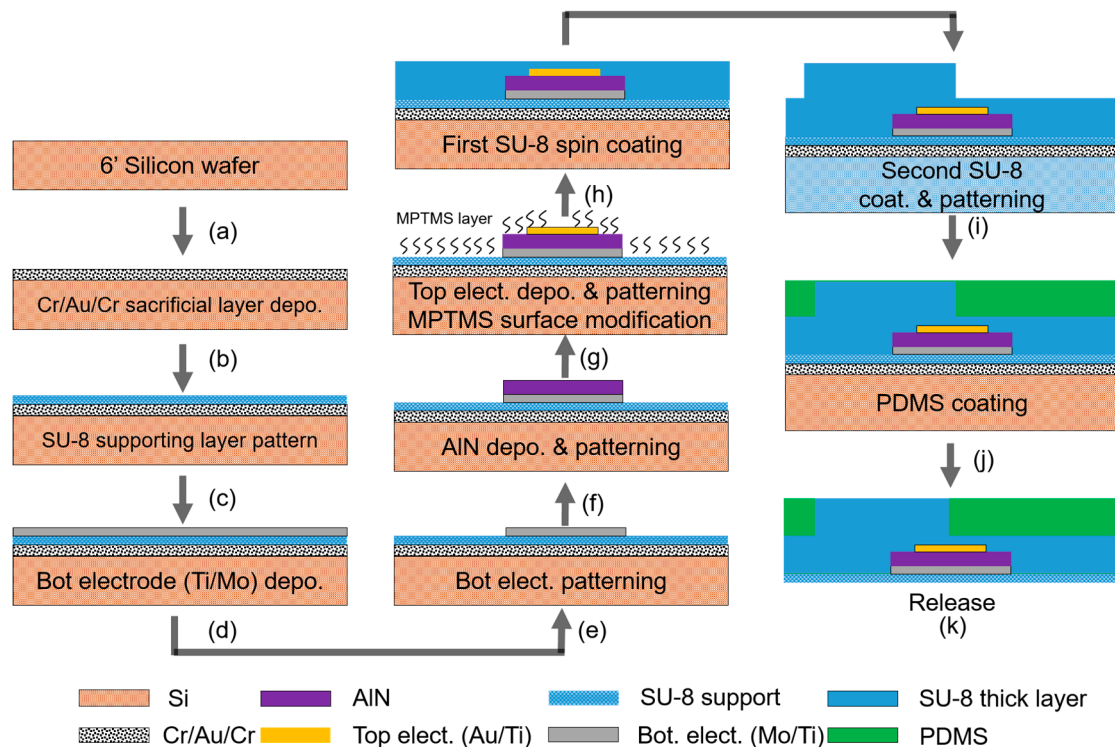 6' Silicon wafer
(a)
Cr/Au/Cr sacrificial layer depo.
(b)
SU-8 supporting layer pattern
(c)
Bot electrode (Ti/Mo) depo.
(d)
(e)
Bot elect. patterning
(f)
AlN depo. & patterning
(g)
MPTMS layer
Top elect. depo. & patterning
MPTMS surface modification
(h)
First SU-8 spin coating
Second SU-8
coat. & patterning
(i)
PDMS coating
(j)
Release
(k)
Si
AlN
SU-8 support
SU-8 thick layer
Cr/Au/Cr
Top elect. (Au/Ti)
Bot. elect. (Mo/Ti)
PDMS